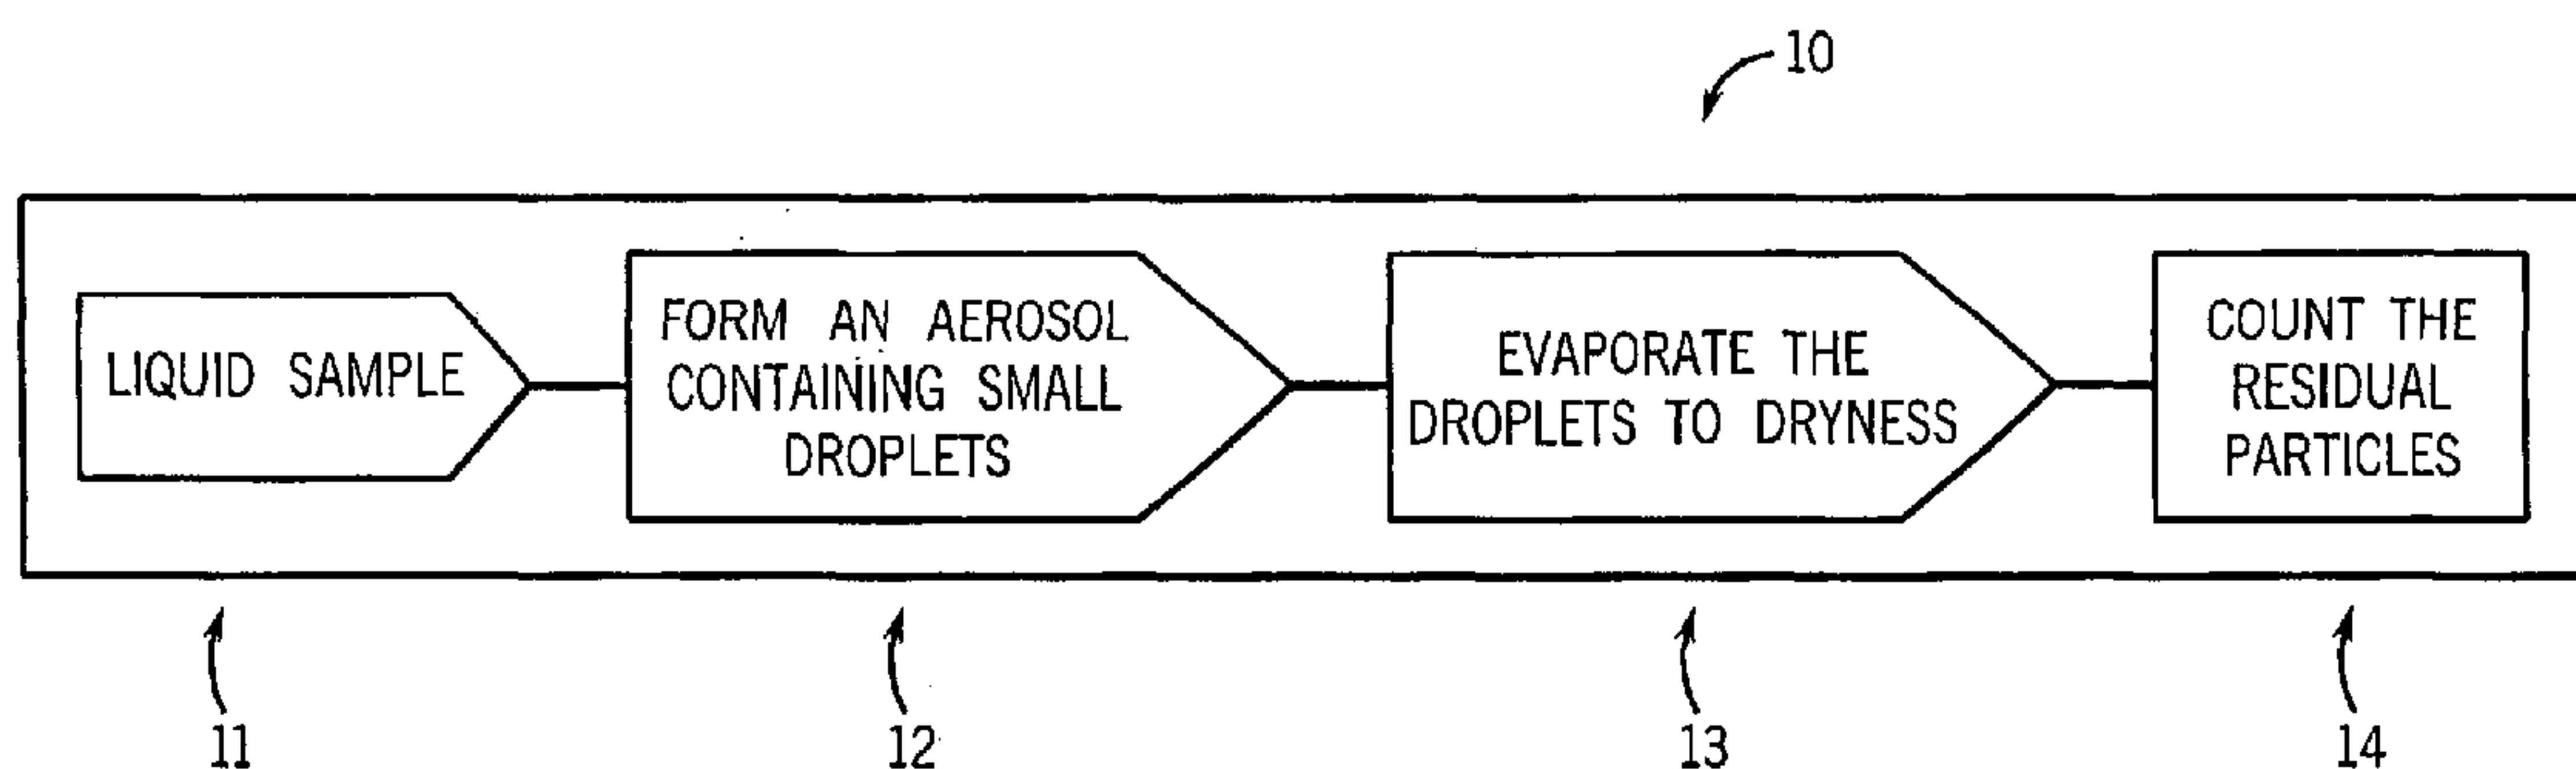 10
LIQUID SAMPLE
FORM AN AEROSOL
CONTAINING SMALL
DROPLETS
EVAPORATE THE
DROPLETS TO DRYNESS
COUNT THE
RESIDUAL
PARTICLES
11
12
13
14